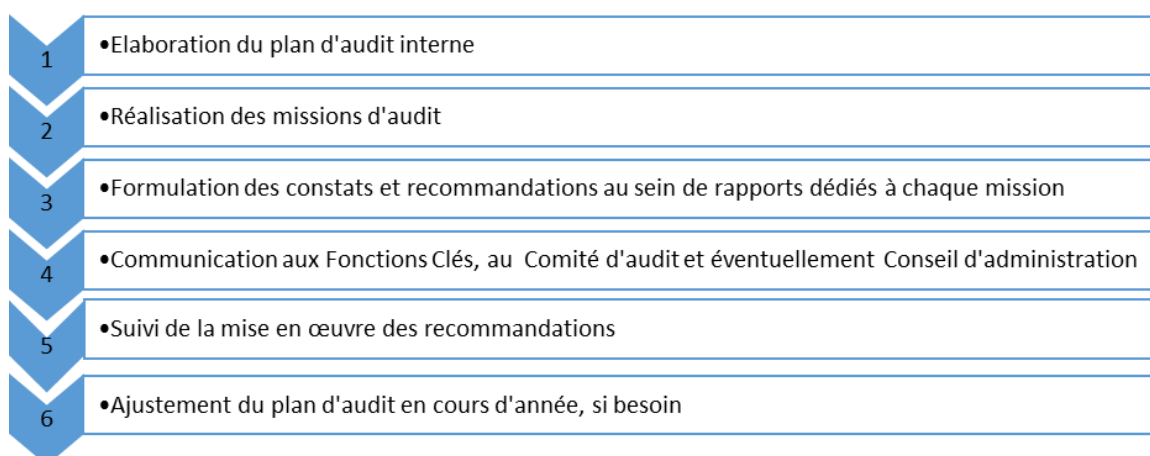 1
•Elaboration du plan d'audit interne
2
•Réalisation des missions d'audit
3
•Formulation des constats et recommandations au sein de rapports dédiés à chaque mission
4
•Communication aux Fonctions Clés, au Comité d'audit et éventuellement Conseil d'administration
5
•Suivi de la mise en œuvre des recommandations
6
•Ajustement du plan d'audit en cours d'année, si besoin